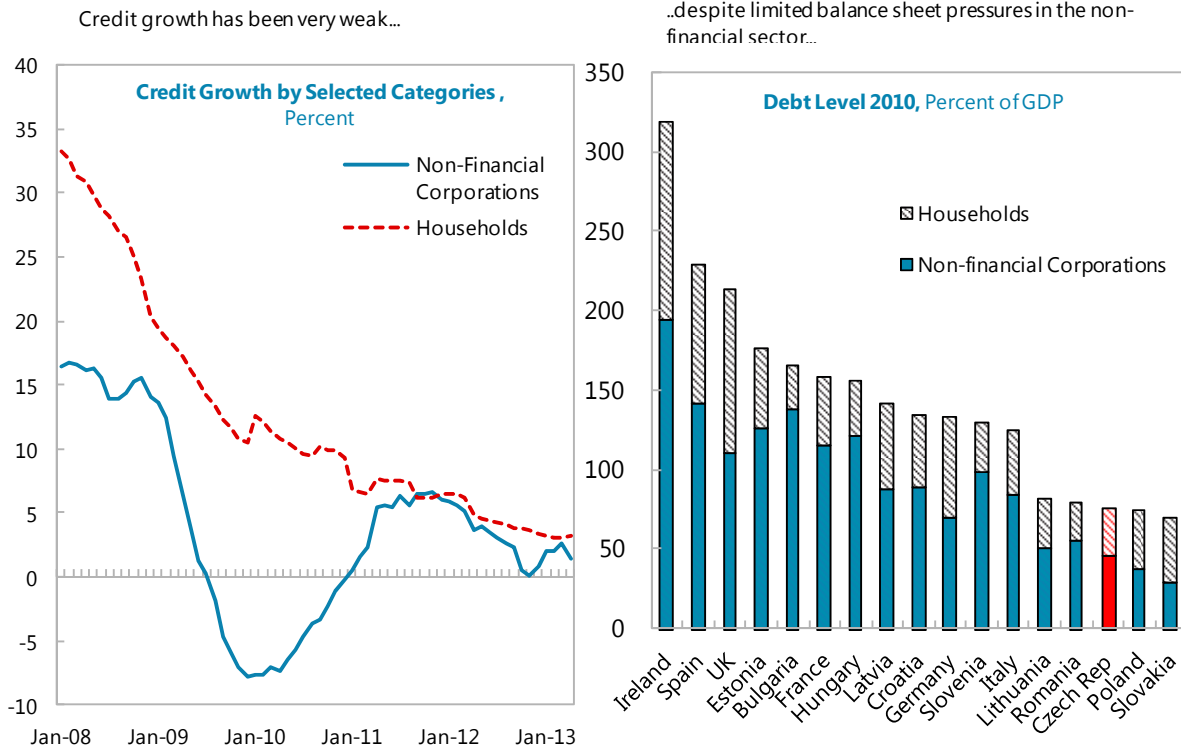 Credit growth has been very weak...
40
35
30
25
20
15
10
5
0
-5
-10
Credit Growth by Selected Categories ,
Percent
Non-Financial
Corporations
Households
Jan-08 Jan-09 Jan-10 Jan-11 Jan-12 Jan-13
..despite limited balance sheet pressures in the non-
financial sector...
350
300
250
200
150
100
50
0
Debt Level 2010, Percent of GDP
Households
Non-financial Corporations
Ireland
Spain
UK
Estonia
Bulgaria
France
Hungary
Latvia
Croatia
Germany
Slovenia
Italy
Lithuania
Romania
Czech Rep
Poland
Slovakia